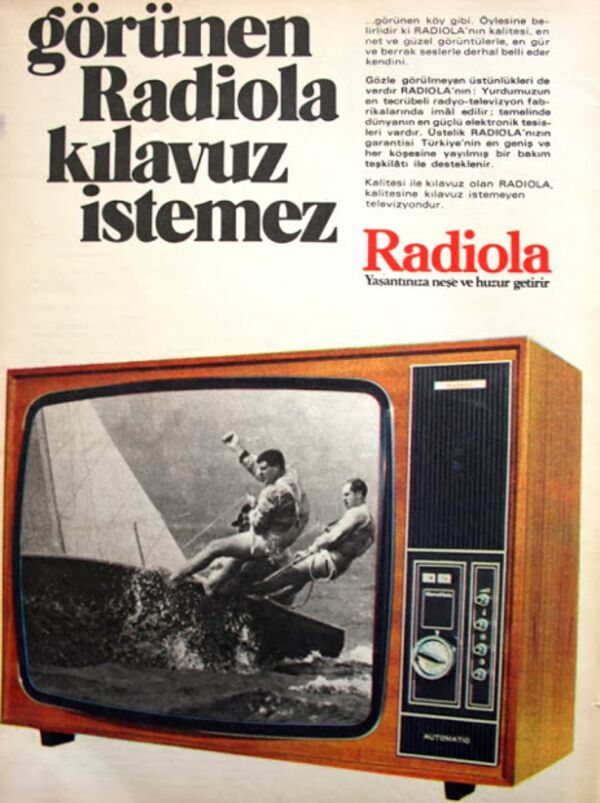 görünen
Radiola
kılavuz
istemez
...görünen köy gibi. Öylesine be-
lirlidir ki RADIOLA'nın kalitesi, en
net ve güzel görüntülerle, en gür
ve berrak seslerle derhal belli eder
kendini.
Gözle görülmeyen üstünlükleri de
vardır RADIOLA'nın: Yurdumuzun
en tecrübeli radyo-televizyon fab-
rikalarında imâl edilir; temelinde
dünyanın en güçlü elektronik tesis-
leri vardır. Üstelik RADIOLA'nızın
garantisi Türkiye'nin en geniş ve
her köşesine yayılmış bir bakım
teşkilâtı ile desteklenir.
Kalitesi ile kılavuz olan RADIOLA,
kalitesine kılavuz istemeyen
televizyondur.
Radiola
Yaşantınıza neşe ve huzur getirir
AUTOMATIC